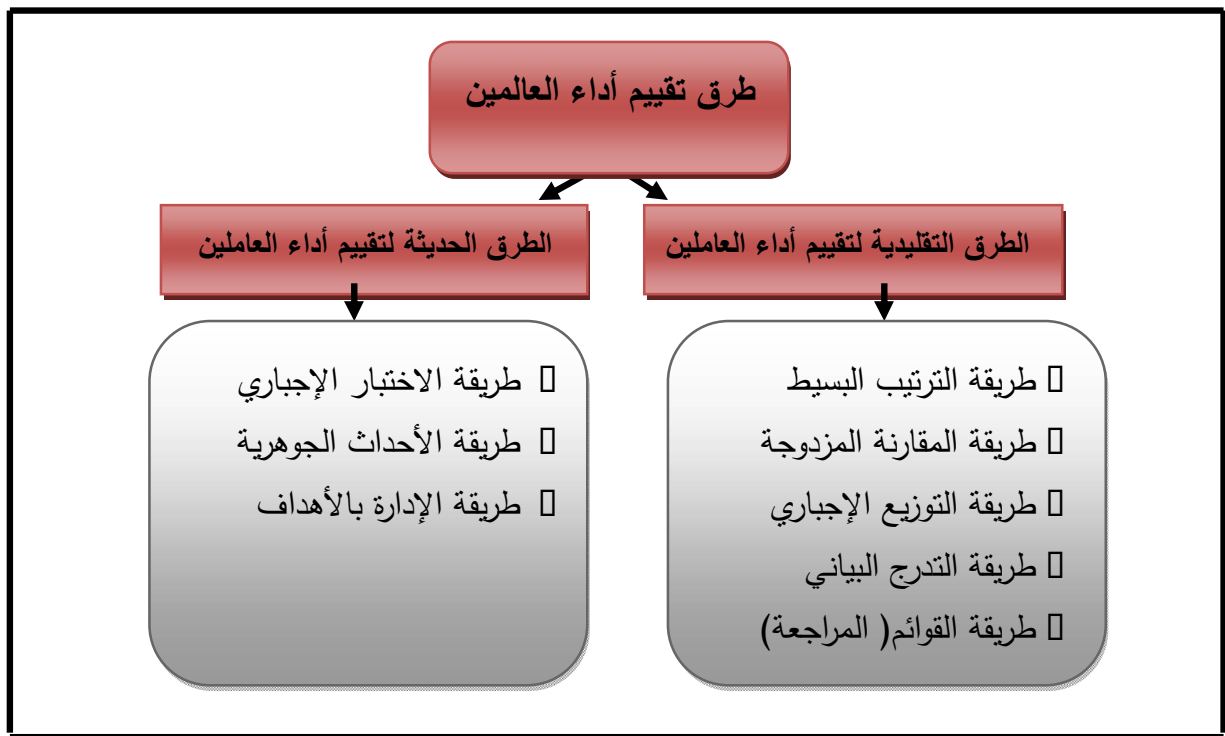 طرق تقييم أداء العالمين
الطرق التقليدية لتقييم أداء العاملين
طريقة الترتيب البسيط
طريقة المقارنة المزدوجة
طريقة التوزيع الإجباري
طريقة التدرج البياني
طريقة القوائم( المراجعة)
الطرق الحديثة لتقييم أداء العاملين
طريقة الاختبار الإجباري
طريقة الأحداث الجوهرية
طريقة الإدارة بالأهداف